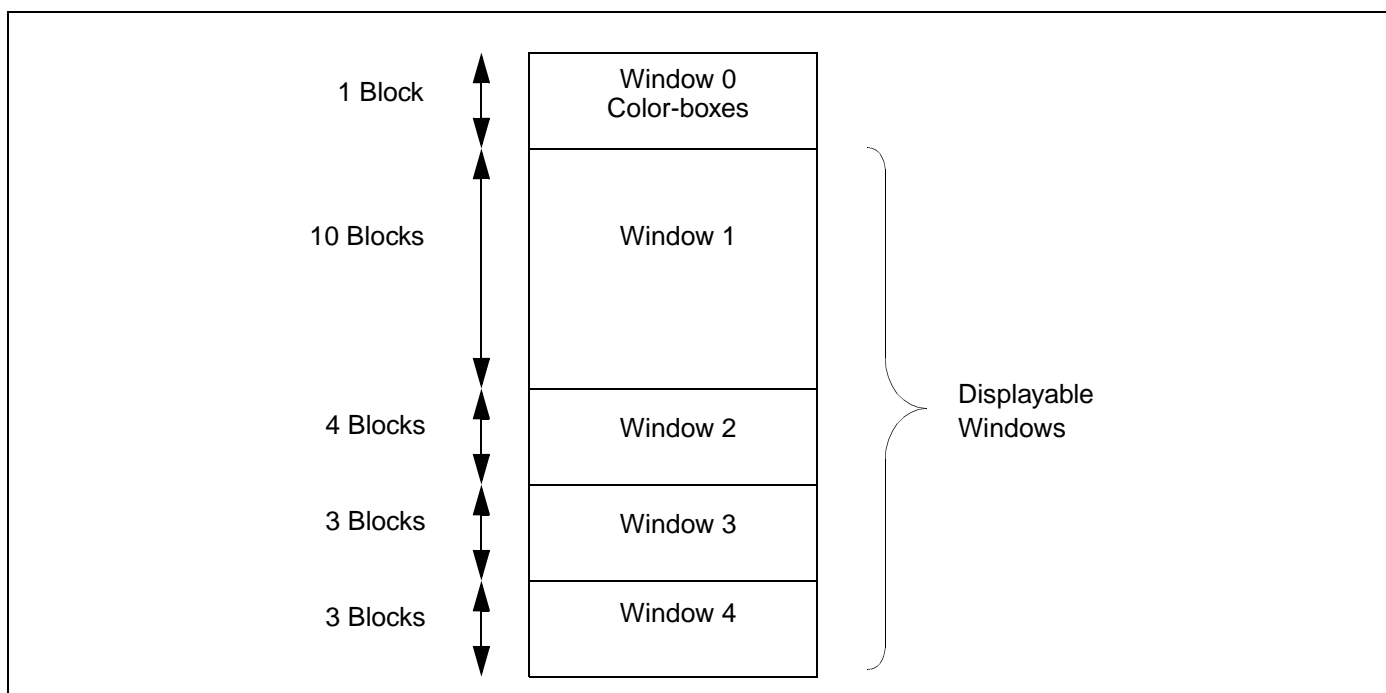 1 Block
Window 0
Color-boxes
10 Blocks
Window 1
4 Blocks
Window 2
3 Blocks
Window 3
3 Blocks
Window 4
Displayable
Windows